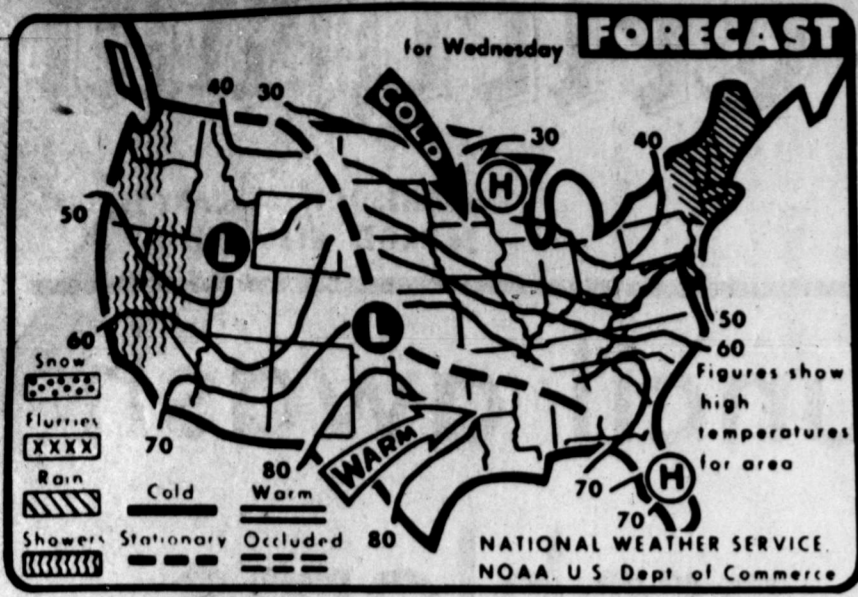 FORECAST
for Wednesday
40 30
COLD
30
40
H
50
L
L
50
60
60
Snow
Figures show
high
temperatures
for area
Flurries
XXXX
70
WARM
80
Rain
H
Cold Warm
70
70
Showers Stationary Occluded 80
NATIONAL WEATHER SERVICE,
NOAA, U S Dept of Commerce